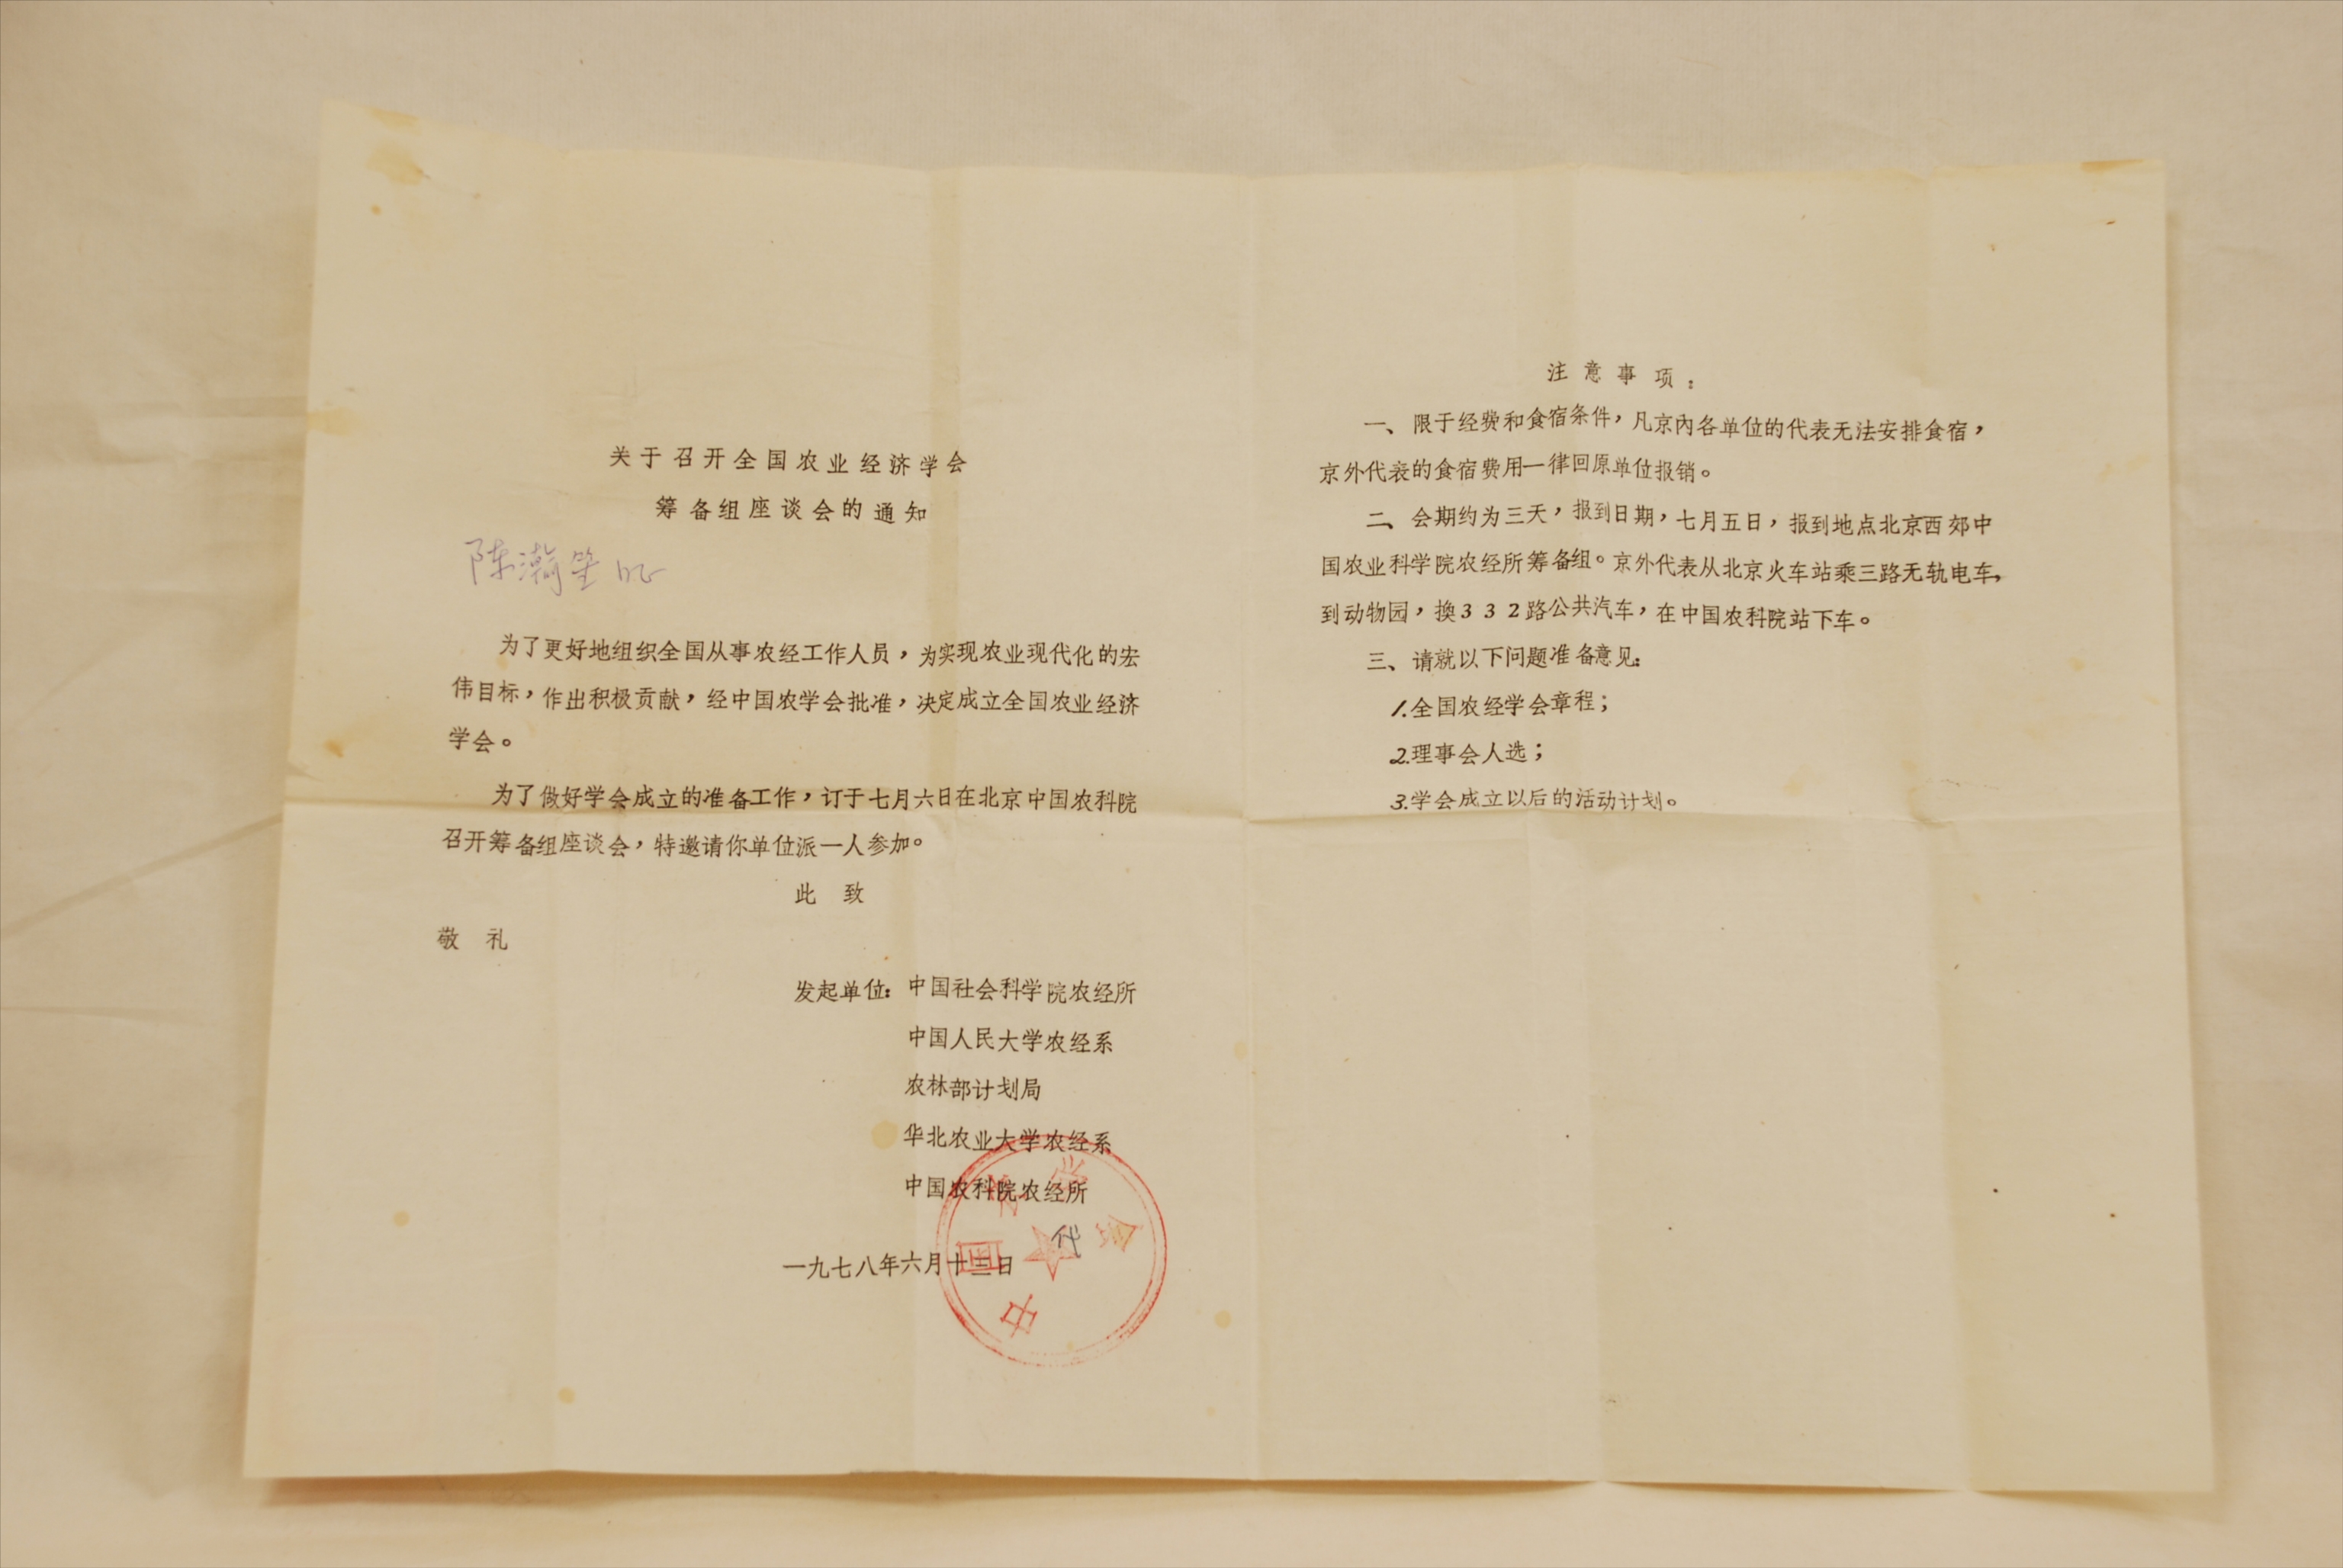 关于召开全国农业经济学会
筹备组座谈会的通知
陈瀚笙
为了更好地组织全国从事农经工作人员，为实现农业现代化的宏
伟目标，作出积极贡献，经中国农学会批准，决定成立全国农业经济
学会。
为了做好学会成立的准备工作，订于七月六日在北京中国农科院
召开筹备组座谈会，特邀请你单位派一人参加。
此 致
敬 礼
发起单位：中国社会科学院农经所
中国人民大学农经系
农林部计划局
华北农业大学农经系
中国农科院农经所
代
一九七八年六月十三日
中国农学会
注意事项：
一、限于经费和食宿条件，凡京内各单位的代表无法安排食宿，
京外代表的食宿费用一律回原单位报销。
二、会期约为三天，报到日期，七月五日，报到地点北京西郊中
国农业科学院农经所筹备组。京外代表从北京火车站乘三路无轨电车，
到动物园，换332路公共汽车，在中国农科院站下车。
三、请就以下问题准备意见：
1.全国农经学会章程；
2.理事会人选；
3.学会成立以后的活动计划。